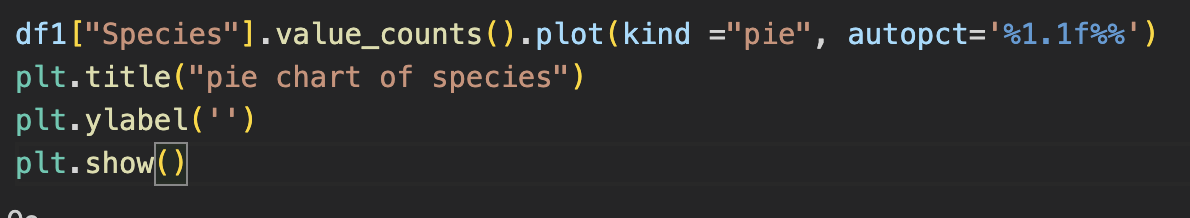 df1["Species"].value_counts().plot(kind ="pie", autopct='%1.1f%%')
plt.title("pie chart of species")
plt.ylabel('')
plt.show()